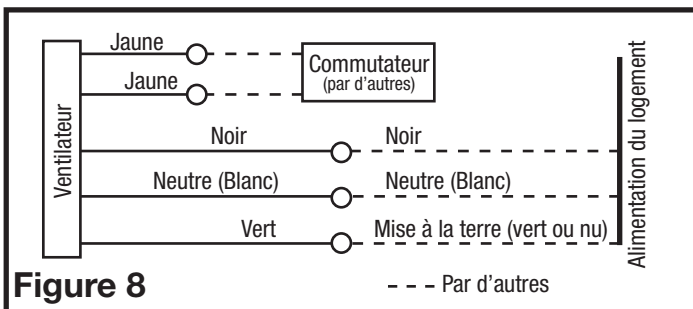 Jaune
Commutateur
(par d'autres)
Jaune
Ventilateur
Noir
Noir
Neutre (Blanc)
Neutre (Blanc)
Vert
Mise à la terre (vert ou nu)
Alimentation du logement
Figure 8
Par d'autres